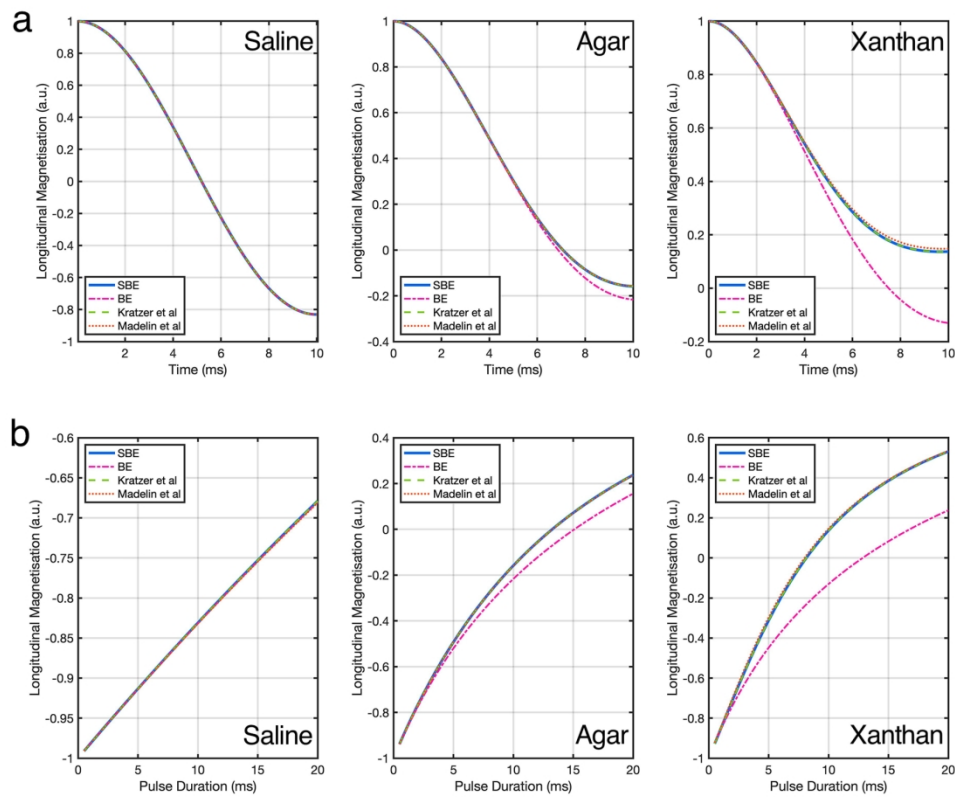 a
Saline
Longitudinal Magnetisation (a.u.)
1
0.8
0.6
0.4
0.2
0
-0.2
-0.4
-0.6
-0.8
-1
SBE
BE
Kratzer et al
Madelin et al
2 4 6 8 10
Time (ms)
Agar
Longitudinal Magnetisation (a.u.)
1
0.8
0.6
0.4
0.2
0
-0.2
-0.4
SBE
BE
Kratzer et al
Madelin et al
0 2 4 6 8 10
Time (ms)
Xanthan
Longitudinal Magnetisation (a.u.)
1
0.8
0.6
0.4
0.2
0
-0.2
SBE
BE
Kratzer et al
Madelin et al
0 2 4 6 8 10
Time (ms)
b
Longitudinal Magnetisation (a.u.)
-0.6
-0.65
-0.7
-0.75
-0.8
-0.85
-0.9
-0.95
-1
SBE
BE
Kratzer et al
Madelin et al
Saline
0 5 10 15 20
Pulse Duration (ms)
Longitudinal Magnetisation (a.u.)
0.4
0.2
0
-0.2
-0.4
-0.6
-0.8
-1
SBE
BE
Kratzer et al
Madelin et al
Agar
0 5 10 15 20
Pulse Duration (ms)
Longitudinal Magnetisation (a.u.)
0.6
0.4
0.2
0
-0.2
-0.4
-0.6
-0.8
-1
SBE
BE
Kratzer et al
Madelin et al
Xanthan
0 5 10 15 20
Pulse Duration (ms)